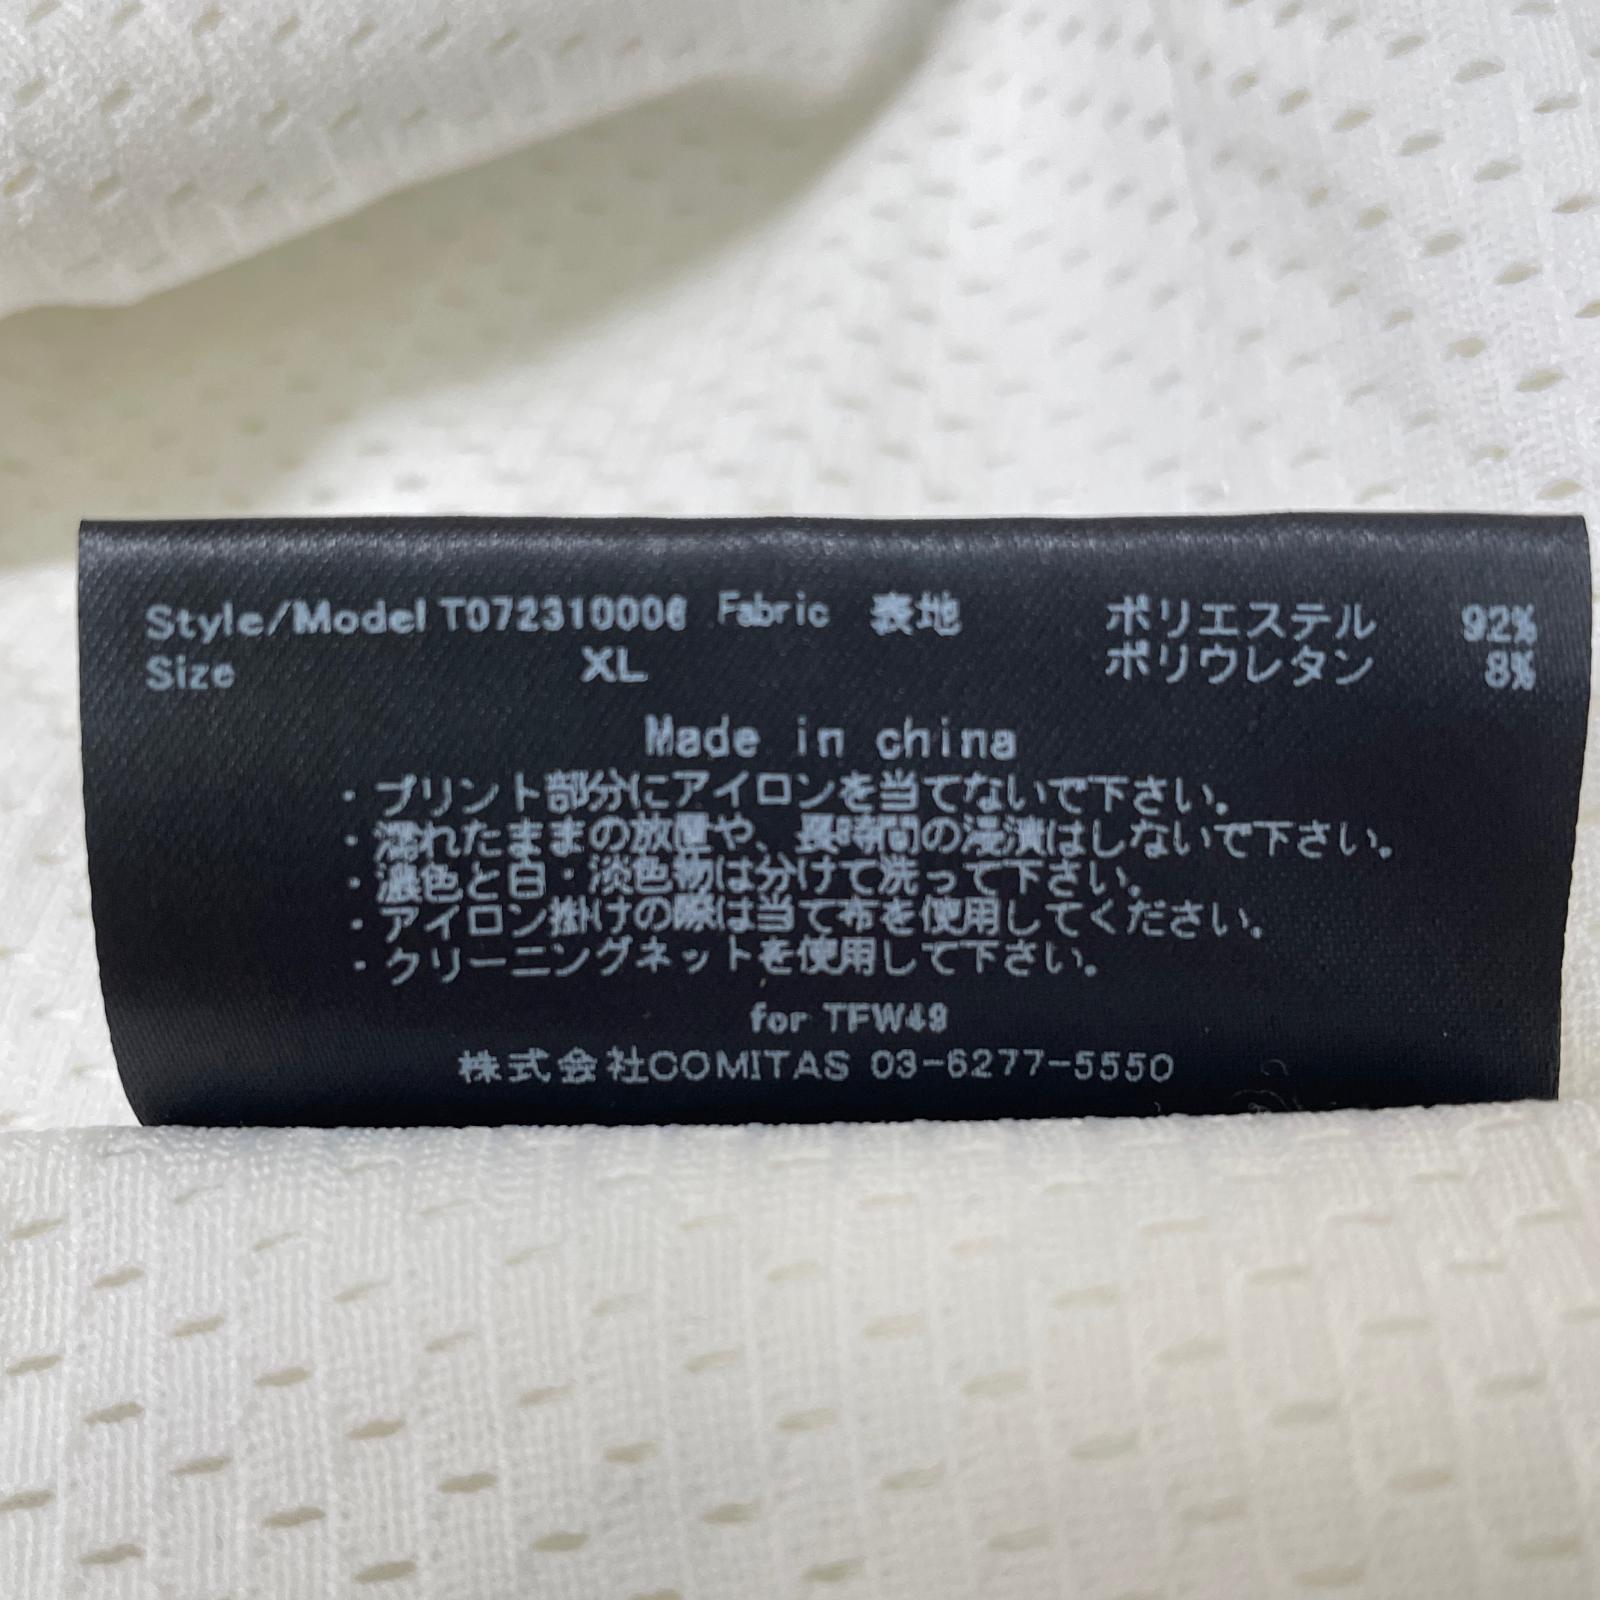 Style/Model T072310006 Fabric 表地 ポリエステル 92%
Size XL ポリウレタン 8%
Made in china
・プリント部分にアイロンを当てないで下さい。
・濡れたままの放置や、長時間の浸漬はしないで下さい。
・濃色と白・淡色物は分けて洗って下さい。
・アイロン掛けの際は当て布を使用してください。
・クリーニングネットを使用して下さい。
for TFW49
株式会社COMITAS 03-6277-5550